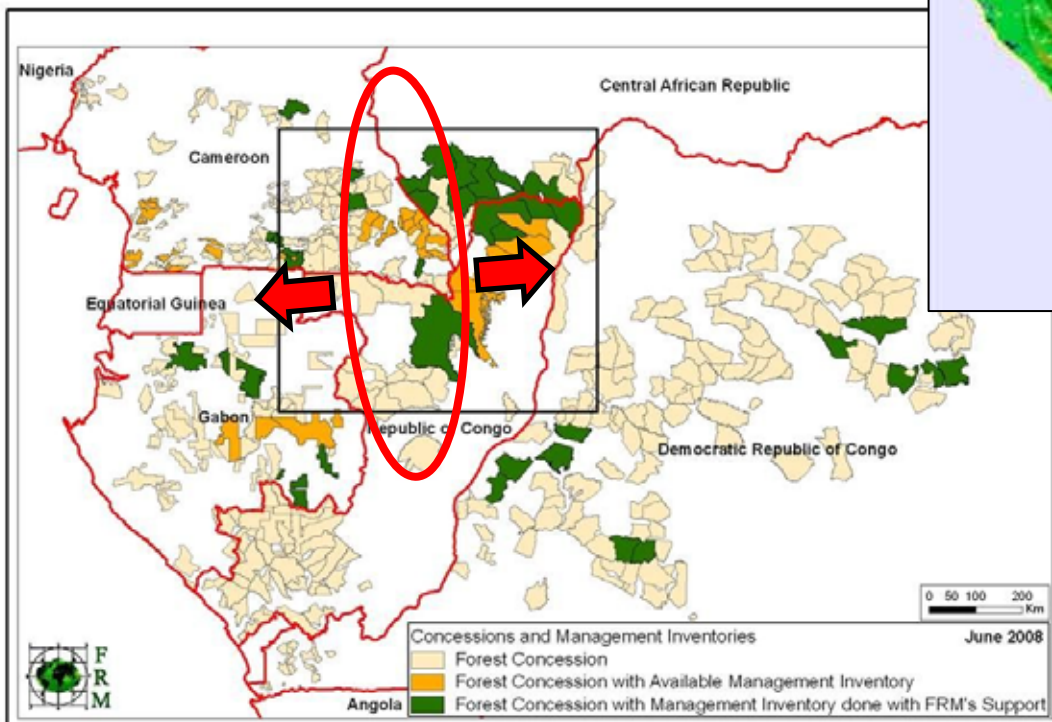 Nigeria
Central African Republic
Cameroon
Equatorial Guinea
Gabon
Republic of Congo
Democratic Republic of Congo
0 50 100 200
Km
Concessions and Management Inventories June 2008
Forest Concession
Forest Concession with Available Management Inventory
Forest Concession with Management Inventory done with FRM's Support
F
R
M
Angola